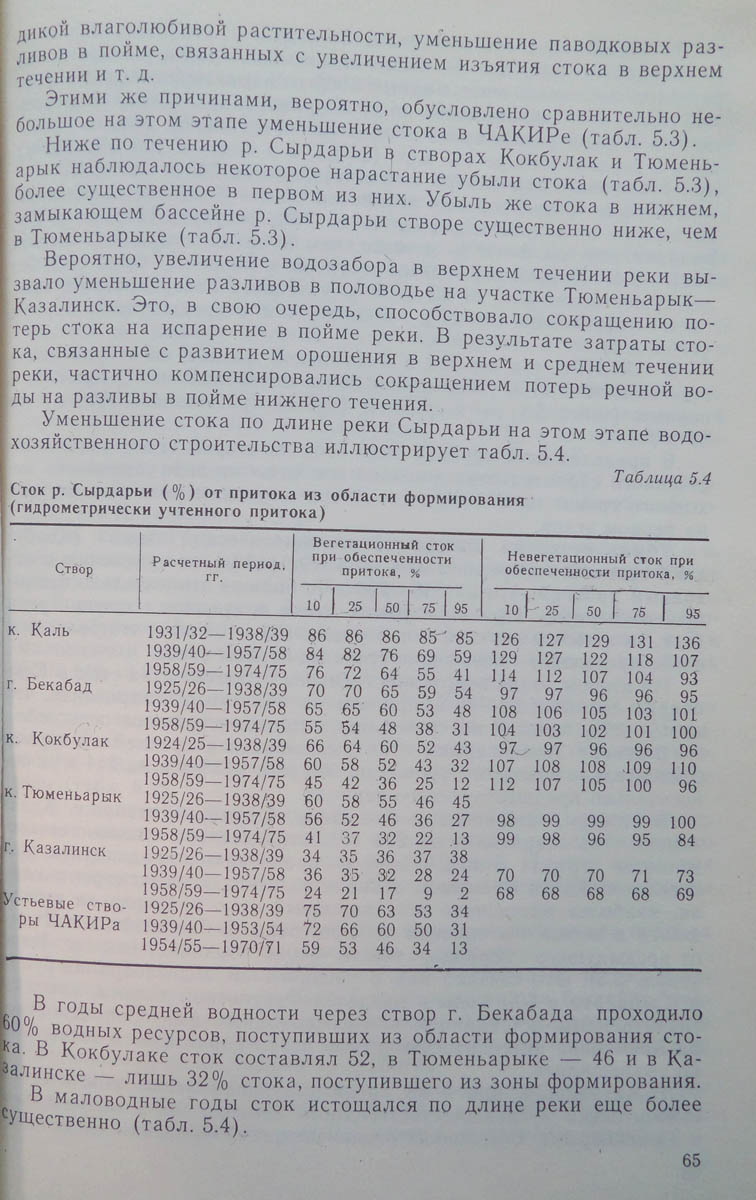 дикой влаголюбивой растительности, уменьшение паводковых раз-
ливов в пойме, связанных с увеличением изъятия стока в верхнем
течении и т. д.
Этими же причинами, вероятно, обусловлено сравнительно не-
большое на этом этапе уменьшение стока в ЧАКИРе (табл. 5.3).
Ниже по течению р. Сырдарьи в створах Кокбулак и Тюмень-
арык наблюдалось некоторое нарастание убыли стока (табл. 5.3),
более существенное в первом из них. Убыль же стока в нижнем,
замыкающем бассейне р. Сырдарьи створе существенно ниже, чем
в Тюменьарыке (табл. 5.3).
Вероятно, увеличение водозабора в верхнем течении реки вы-
звало уменьшение разливов в половодье на участке Тюменьарык—
Казалинск. Это, в свою очередь, способствовало сокращению по-
терь стока на испарение в пойме реки. В результате затраты сто-
ка, связанные с развитием орошения в верхнем и среднем течении
реки, частично компенсировались сокращением потерь речной во-
ды на разливы в пойме нижнего течения.
Уменьшение стока по длине реки Сырдарьи на этом этапе водо-
хозяйственного строительства иллюстрирует табл. 5.4.
Таблица 5.4
Сток р. Сырдарьи (%) от притока из области формирования
(гидрометрически учтенного притока)
Створ | Расчетный период, гг. | Вегетационный сток при обеспеченности притока, % | Невегетационный сток при обеспеченности притока, %
10 | 25 | 50 | 75 | 95 | 10 | 25 | 50 | 75 | 95
к. Каль 1931/32—1938/39 86 86 86 85 85 126 127 129 131 136
1939/40—1957/58 84 82 76 69 59 129 127 122 118 107
1958/59—1974/75 76 72 64 55 41 114 112 107 104 93
г. Бекабад 1925/26—1938/39 70 70 65 59 54 97 97 96 96 95
1939/40—1957/58 65 65 60 53 48 108 106 105 103 101
1958/59—1974/75 55 54 48 38 31 104 103 102 101 100
к. Кокбулак 1924/25—1938/39 66 64 60 52 43 97 97 96 96 96
1939/40—1957/58 60 58 52 43 32 107 108 108 109 110
1958/59—1974/75 45 42 36 25 12 112 107 105 100 96
к. Тюменьарык 1925/26—1938/39 60 58 55 46 45
1939/40—1957/58 56 52 46 36 27 98 99 99 99 100
1958/59—1974/75 41 37 32 22 13 99 98 96 95 84
г. Казалинск 1925/26—1938/39 34 35 36 37 38
1939/40—1957/58 36 35 32 28 24 70 70 70 71 73
1958/59—1974/75 24 21 17 9 2 68 68 68 68 69
Устьевые ство- 1925/26—1938/39 75 70 63 53 34
ры ЧАКИРа 1939/40—1953/54 72 66 60 50 31
1954/55—1970/71 59 53 46 34 13
В годы средней водности через створ г. Бекабада проходило
60% водных ресурсов, поступивших из области формирования сто-
ка. В Кокбулаке сток составлял 52, в Тюменьарыке — 46 и в Ка-
залинске — лишь 32% стока, поступившего из зоны формирования.
В маловодные годы сток истощался по длине реки еще более
существенно (табл. 5.4).
65